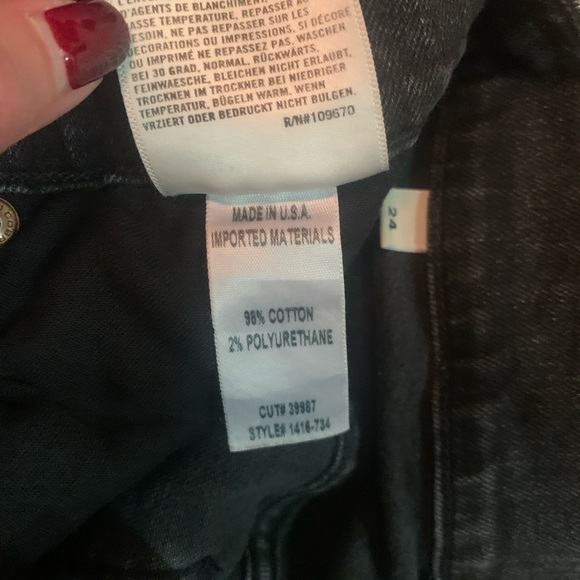 D'AGENTS DE BLANCHIMENT,
BASSE TEMPERATURE, REPASSER AU
BESOIN, NE PAS REPASSER SUR LES
DECORATIONS OU IMPRESSIONS. SI DÉCORÉ
OU IMPRIMÉ NE REPASSEZ PAS. WASCHEN
BEI 30 GRAD, NORMAL, RÜCKWÄRTS,
FEINWAESCHE, BLEICHEN NICHT ERLAUBT,
TROCKNEN IM TROCKNER BEI NIEDRIGER
TEMPERATUR, BÜGELN WARM. WENN
VRZIERT ODER BEDRUCKT NICHT BULGEN.
R/N#109670
MADE IN U.S.A.
IMPORTED MATERIALS
24
98% COTTON
2% POLYURETHANE
CUT# 39987
STYLE# 1416-734